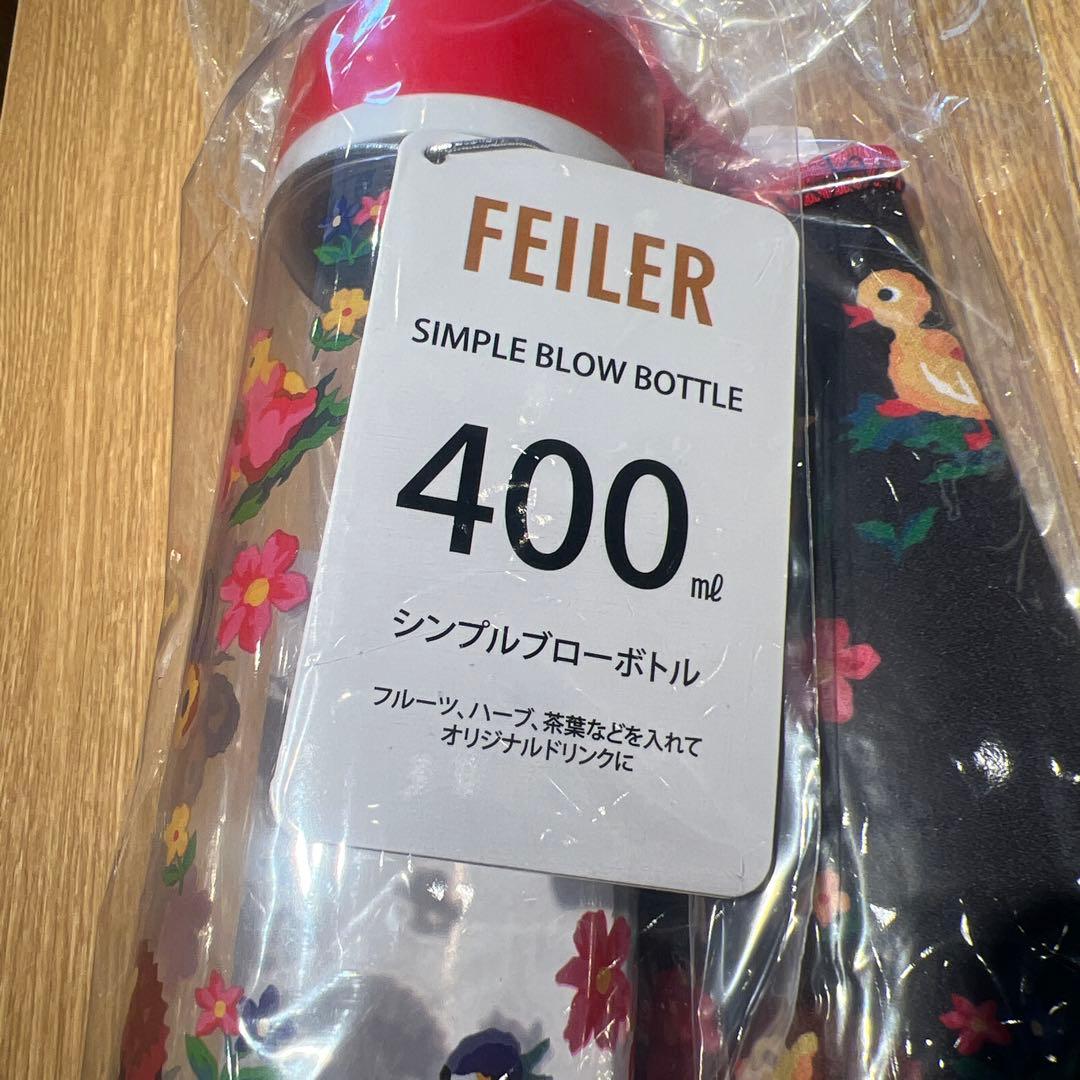 FEILER
SIMPLE BLOW BOTTLE
400㎖
シンプルブローボトル
フルーツ、ハーブ、茶葉などを入れて
オリジナルドリンクに